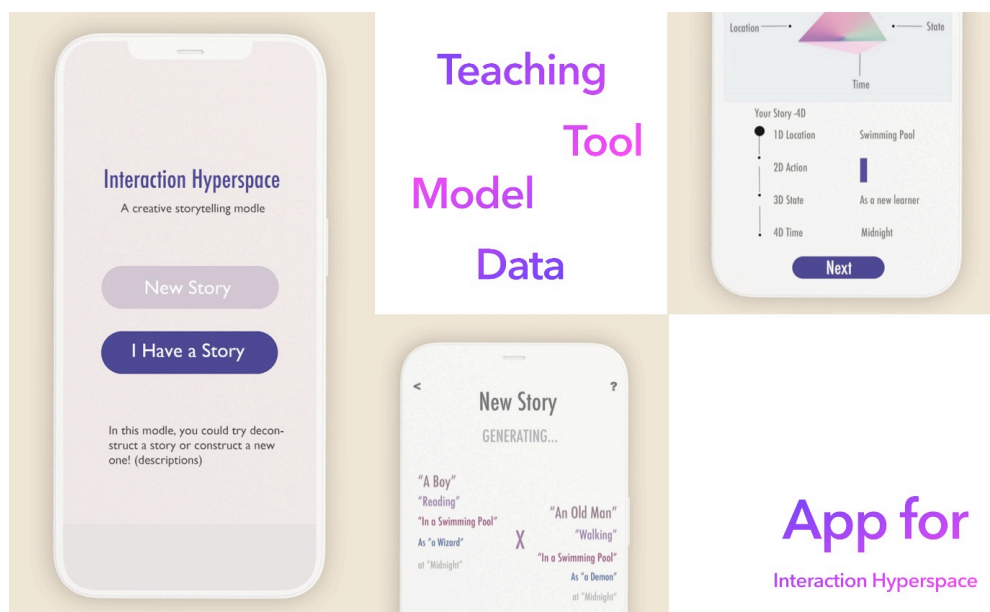 Interaction Hyperspace
A creative storytelling modle
New Story
I Have a Story
In this modle, you could try decon-
struct a story or construct a new
one! (descriptions)
Teaching
Tool
Model
Data
Location
State
Time
Your Story -4D
1D Location Swimming Pool
2D Action
3D State As a new learner
4D Time Midnight
Next
<
?
New Story
GENERATING...
"A Boy"
"Reading"
"In a Swimming Pool"
As "a Wizard"
at "Midnight"
X
"An Old Man"
"Walking"
"In a Swimming Pool"
As "a Demon"
at "Midnight"
App for
Interaction Hyperspace